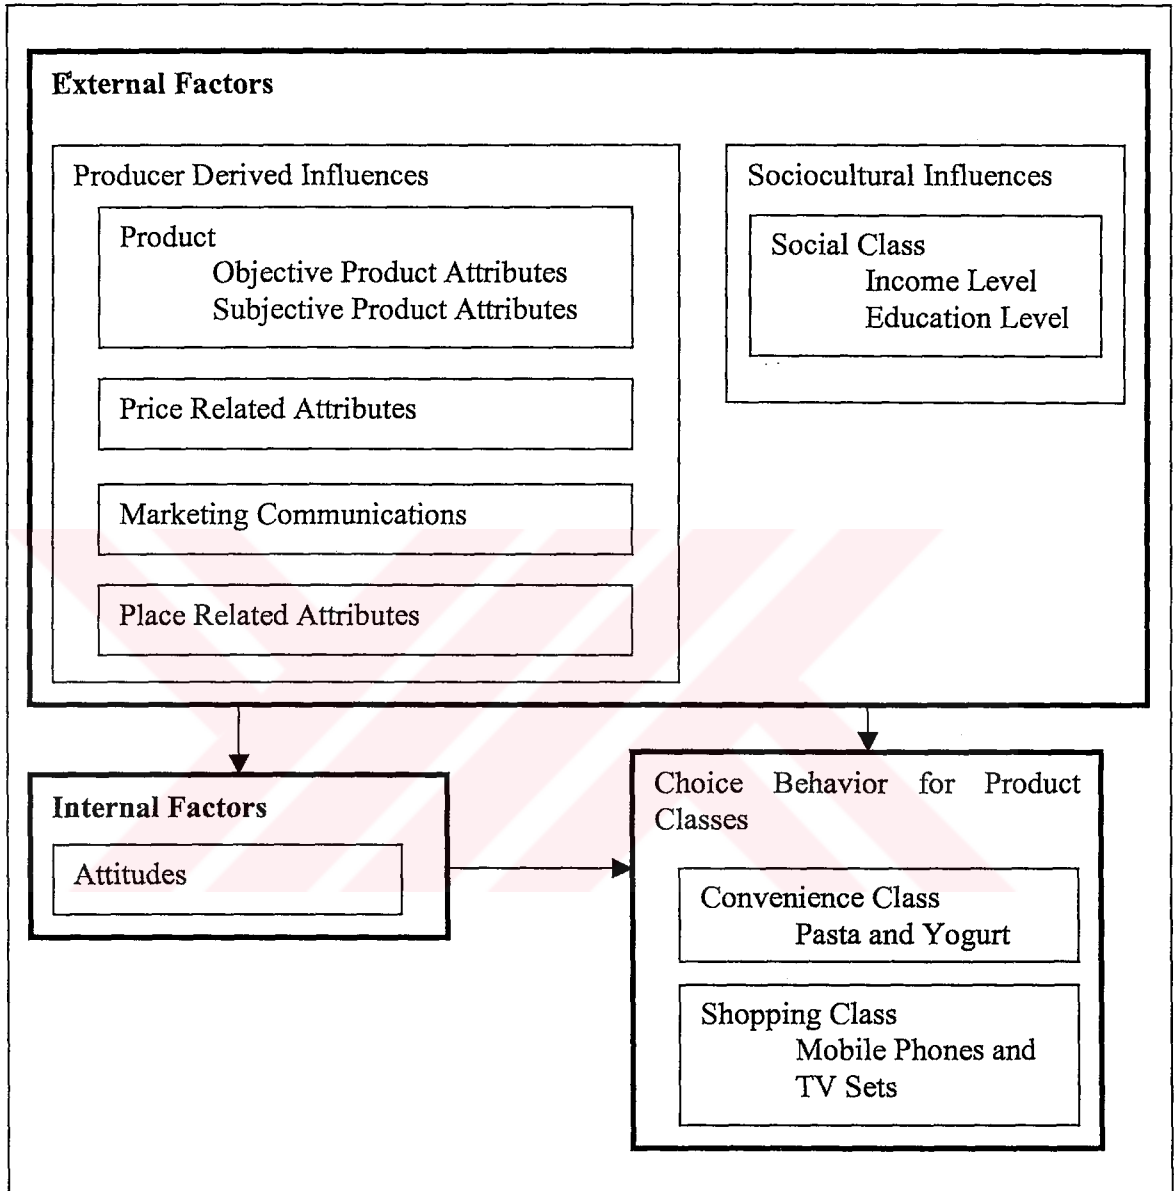 External Factors
Producer Derived Influences
Product
Objective Product Attributes
Subjective Product Attributes
Price Related Attributes
Marketing Communications
Place Related Attributes
Sociocultural Influences
Social Class
Income Level
Education Level
Internal Factors
Attitudes
Choice Behavior for Product
Classes
Convenience Class
Pasta and Yogurt
Shopping Class
Mobile Phones and
TV Sets